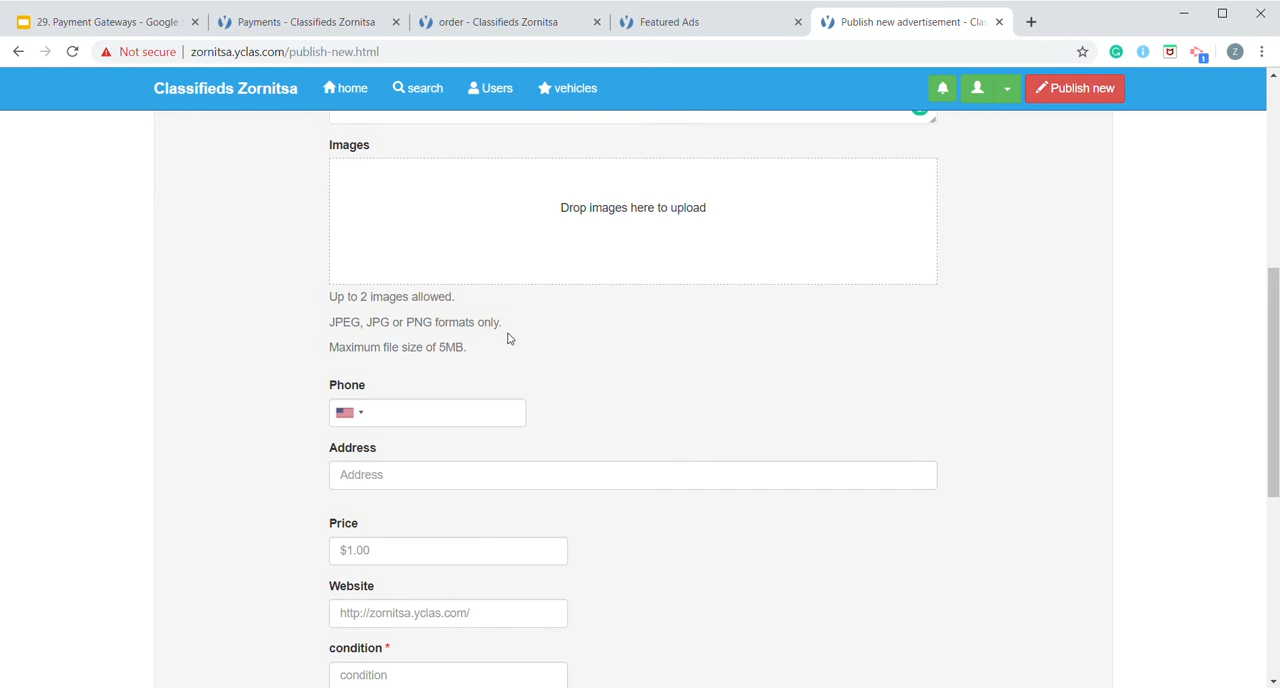 29. Payment Gateways - Google
Payments - Classifieds Zornitsa
order - Classifieds Zornitsa
Featured Ads
Publish new advertisement - Clas
Not secure
zornitsa.yclas.com/publish-new.html
1
Z
Classifieds Zornitsa
home
search
Users
vehicles
Publish new
Images
Drop images here to upload
Up to 2 images allowed.
JPEG, JPG or PNG formats only.
Maximum file size of 5MB.
Phone
Address
Address
Price
$1.00
Website
http://zornitsa.yclas.com/
condition *
condition